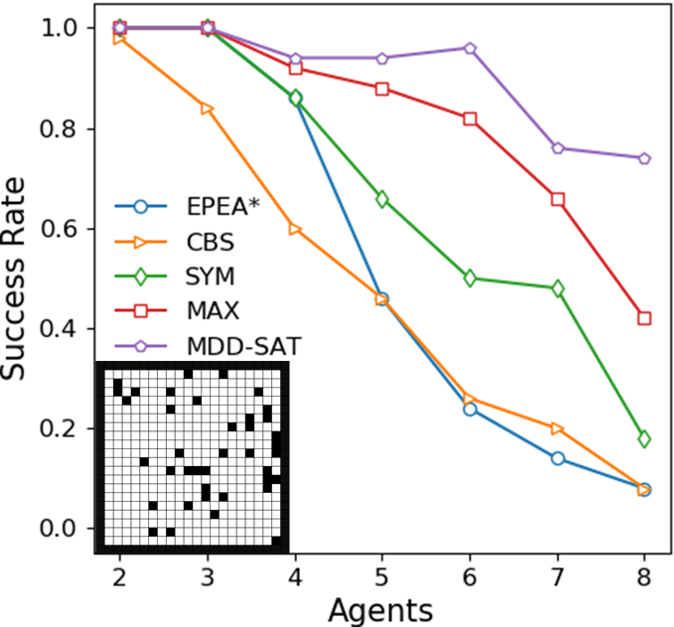 1.0
0.8
0.6
0.4
0.2
0.0
Success Rate
EPEA*
CBS
SYM
MAX
MDD-SAT
2 3 4 5 6 7 8
Agents